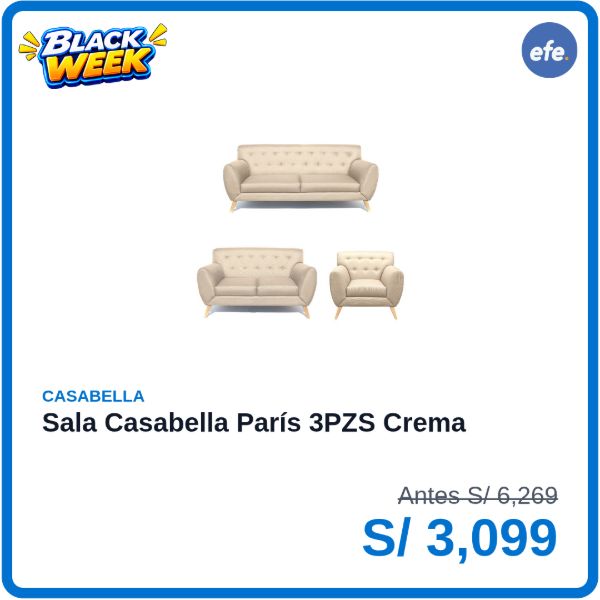 BLACK
WEEK
efe.
CASABELLA
Sala Casabella París 3PZS Crema
Antes S/ 6,269
S/ 3,099